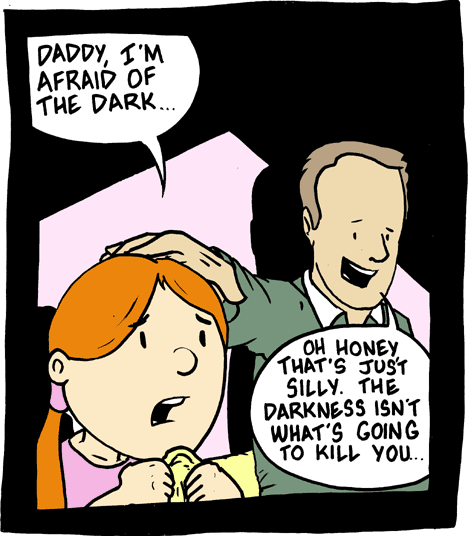 DADDY, I'M
AFRAID OF
THE DARK...
OH HONEY,
THAT'S JUST
SILLY. THE
DARKNESS ISN'T
WHAT'S GOING
TO KILL YOU...